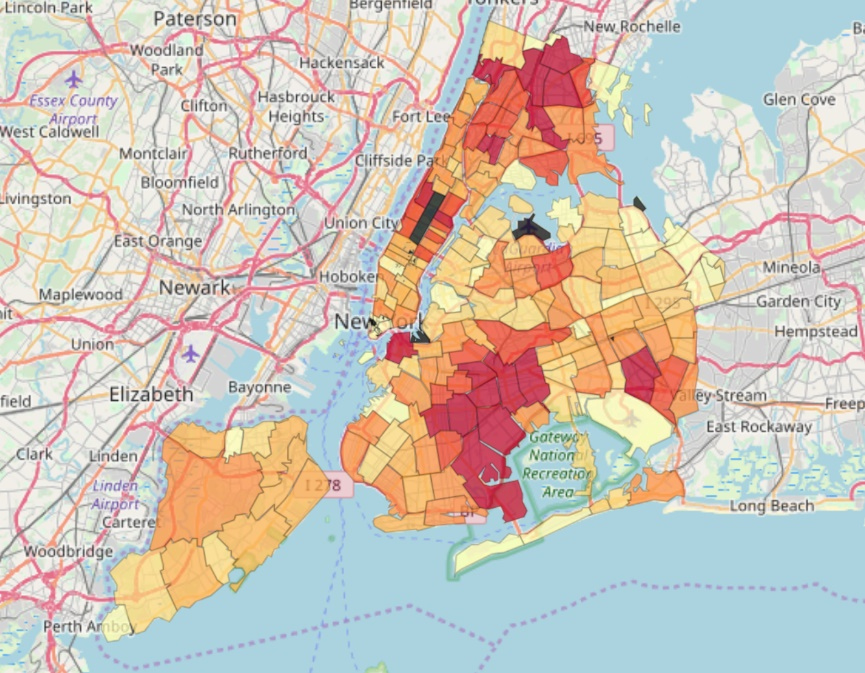 Lincoln Park
Paterson
Bergenfield
New Rochelle
Woodland
Park
Hackensack
Essex County
Airport
Clifton
Hasbrouck
Heights
Fort Lee
Glen Cove
West Caldwell
I 695
Montclair
Rutherford
Cliffside Park
Bloomfield
Livingston
North Arlington
Union City
East Orange
Airport
Mineola
Hoboken
Maplewood
Newark
I 295
Garden City
New York
Hempstead
Union
Bayonne
Elizabeth
Valley Stream
field
Freep
East Rockaway
Clark
Linden
Gateway
National
Recreation
Area
Linden
Airport
I 278
Long Beach
Carteret
Woodbridge
Perth Amboy